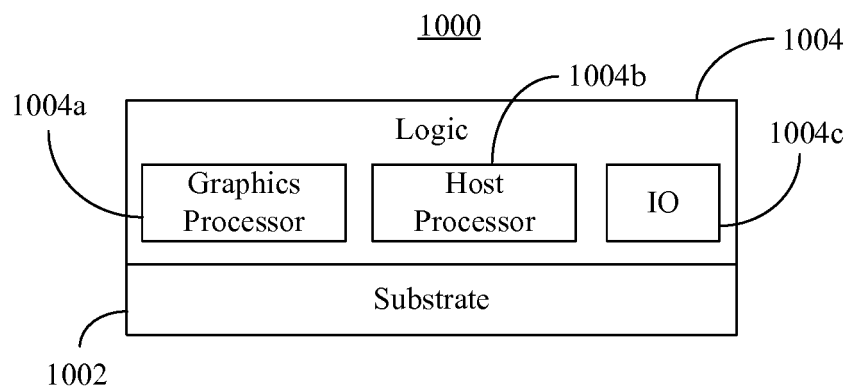 1000
1004
1004b
1004a
Logic
1004c
Graphics
Processor
Host
Processor
IO
Substrate
1002